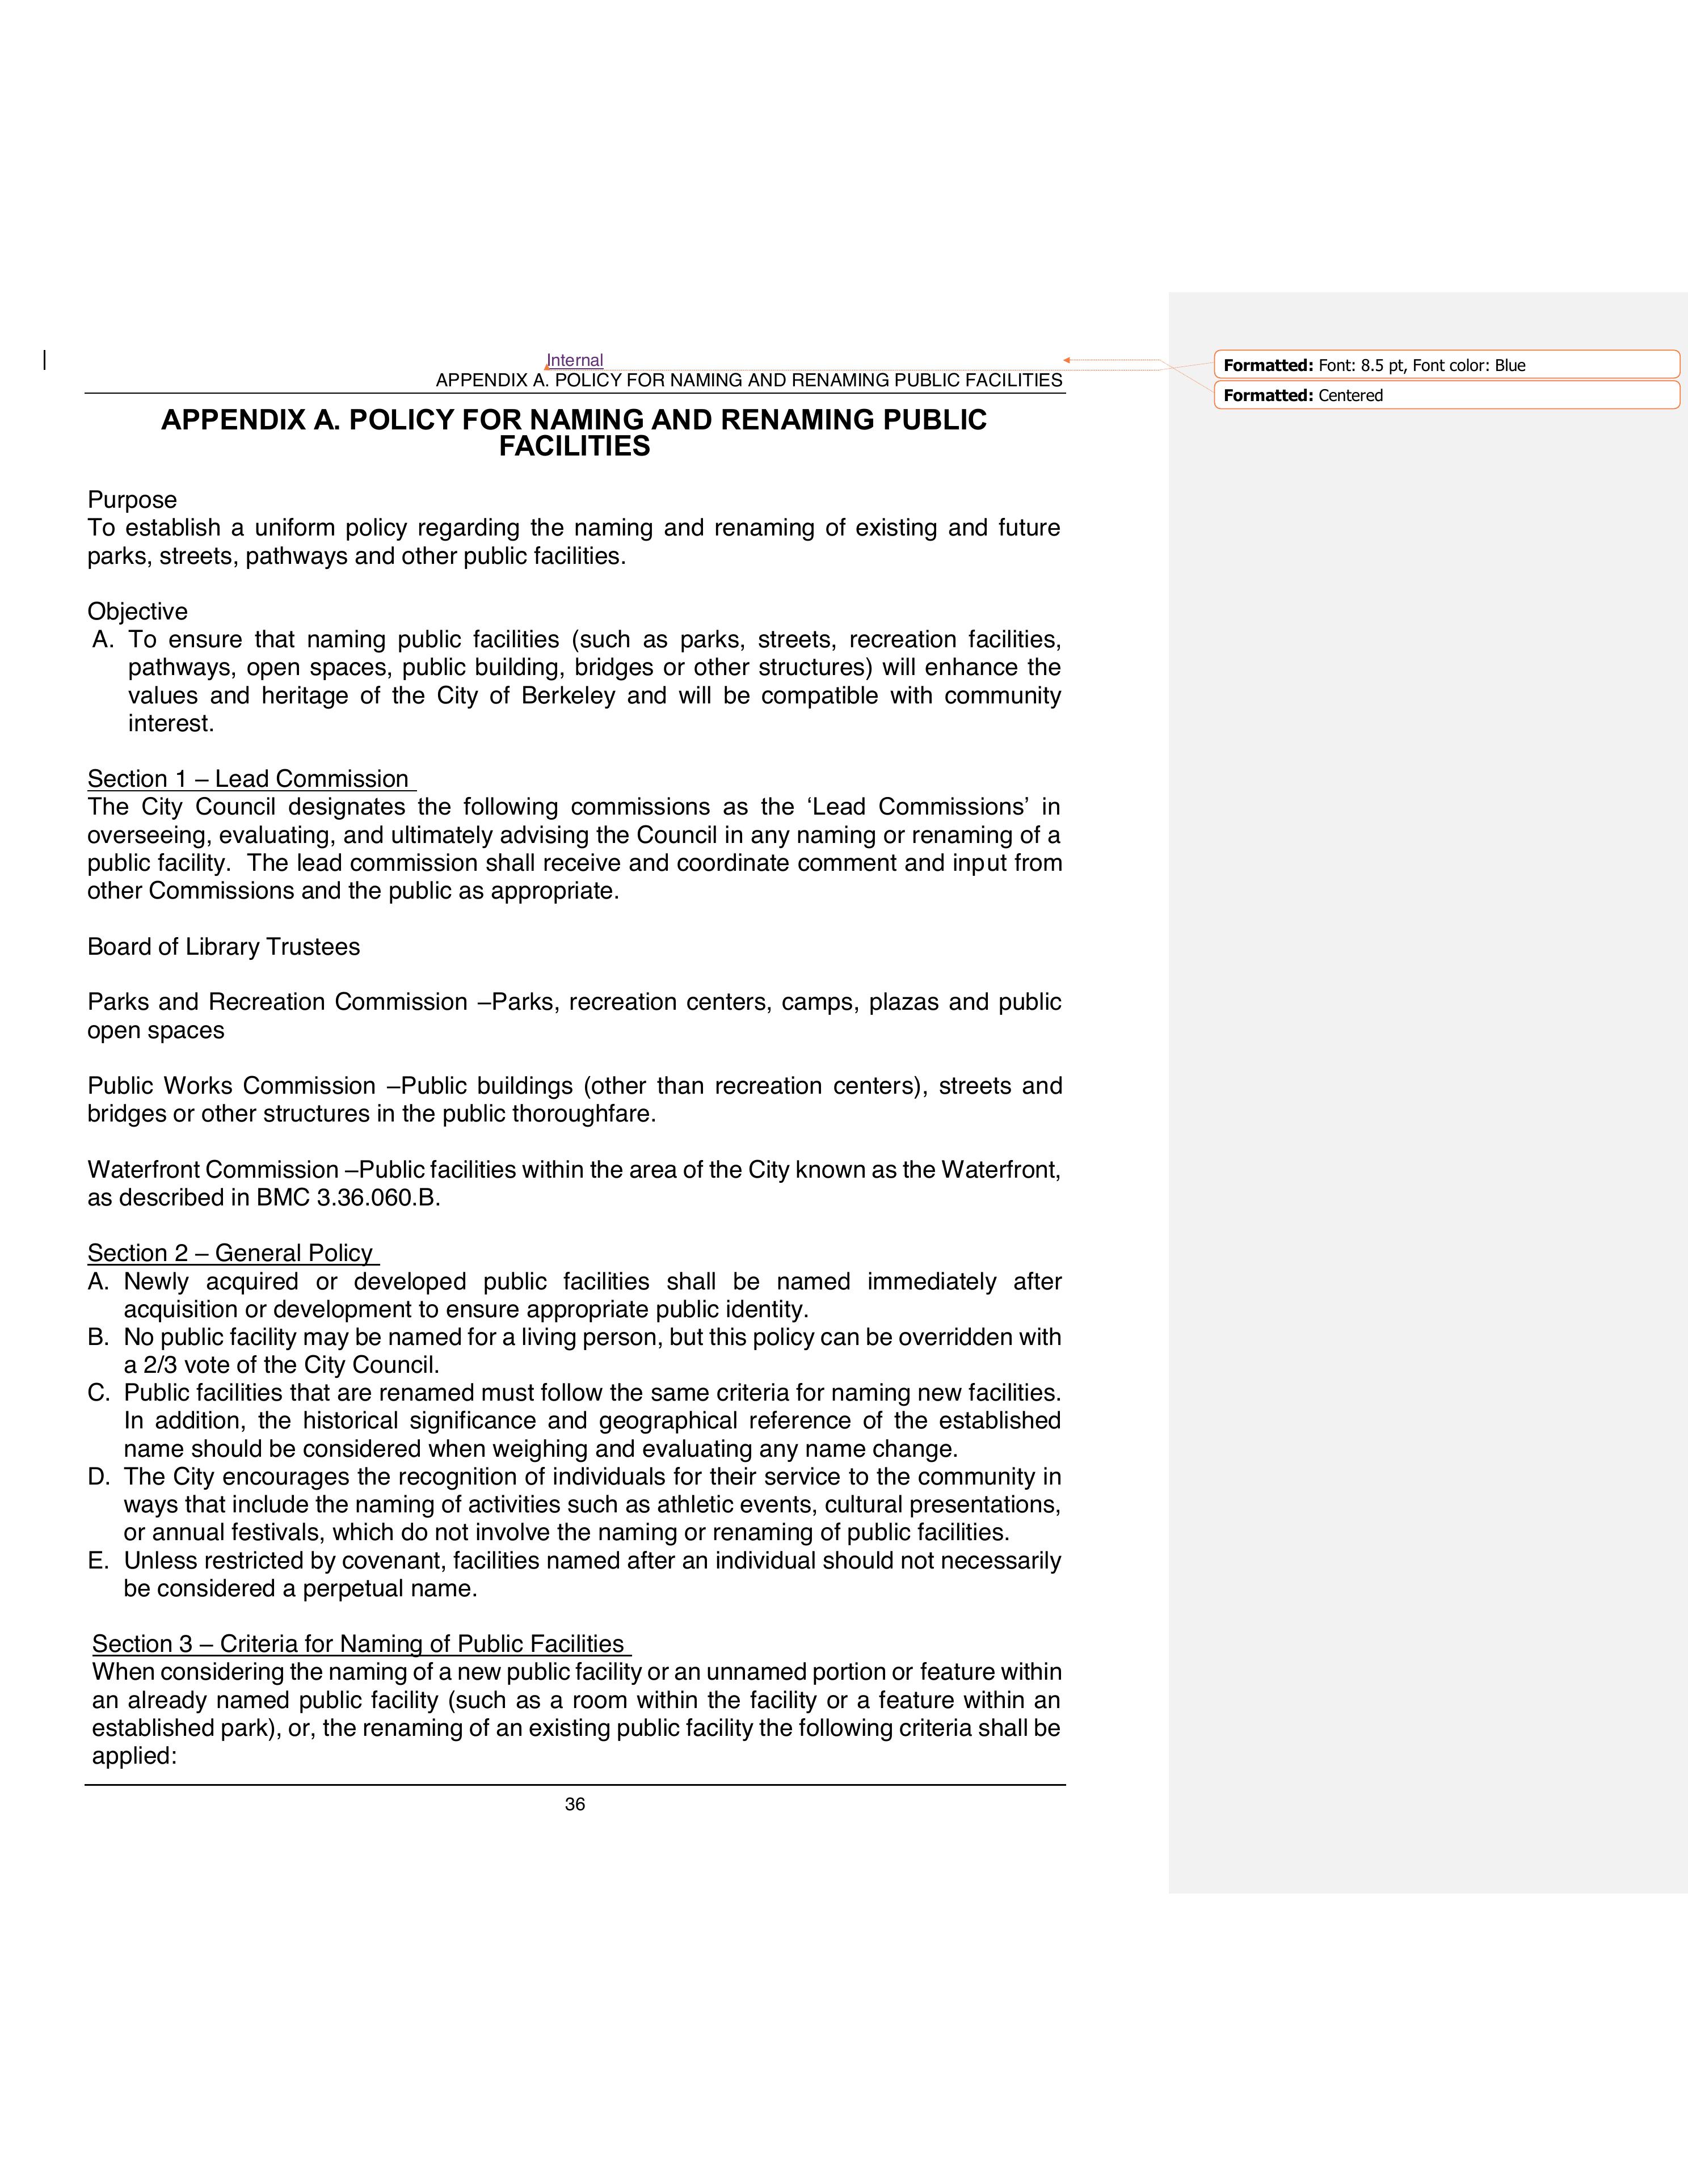 Internal
APPENDIX A. POLICY FOR NAMING AND RENAMING PUBLIC FACILITIES
Formatted: Font: 8.5 pt, Font color: Blue
Formatted: Centered
APPENDIX A. POLICY FOR NAMING AND RENAMING PUBLIC
FACILITIES
Purpose
To establish a uniform policy regarding the naming and renaming of existing and future
parks, streets, pathways and other public facilities.
Objective
A. To ensure that naming public facilities (such as parks, streets, recreation facilities,
pathways, open spaces, public building, bridges or other structures) will enhance the
values and heritage of the City of Berkeley and will be compatible with community
interest.
Section 1 – Lead Commission
The City Council designates the following commissions as the ‘Lead Commissions’ in
overseeing, evaluating, and ultimately advising the Council in any naming or renaming of a
public facility.  The lead commission shall receive and coordinate comment and input from
other Commissions and the public as appropriate.
Board of Library Trustees
Parks and Recreation Commission –Parks, recreation centers, camps, plazas and public
open spaces
Public Works Commission –Public buildings (other than recreation centers), streets and
bridges or other structures in the public thoroughfare.
Waterfront Commission –Public facilities within the area of the City known as the Waterfront,
as described in BMC 3.36.060.B.
Section 2 – General Policy
A. Newly acquired or developed public facilities shall be named immediately after
acquisition or development to ensure appropriate public identity.
B. No public facility may be named for a living person, but this policy can be overridden with
a 2/3 vote of the City Council.
C. Public facilities that are renamed must follow the same criteria for naming new facilities.
In addition, the historical significance and geographical reference of the established
name should be considered when weighing and evaluating any name change.
D. The City encourages the recognition of individuals for their service to the community in
ways that include the naming of activities such as athletic events, cultural presentations,
or annual festivals, which do not involve the naming or renaming of public facilities.
E. Unless restricted by covenant, facilities named after an individual should not necessarily
be considered a perpetual name.
Section 3 – Criteria for Naming of Public Facilities
When considering the naming of a new public facility or an unnamed portion or feature within
an already named public facility (such as a room within the facility or a feature within an
established park), or, the renaming of an existing public facility the following criteria shall be
applied:
36